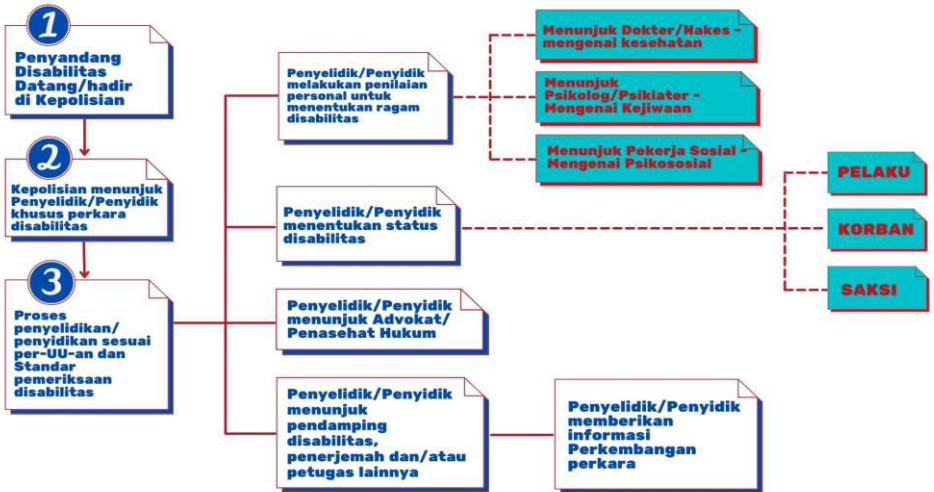 1
Penyandang
Disabilitas
Datang/hadir
di Kepolisian
2
Kepolisian menunjuk
Penyelidik/Penyidik
khusus perkara
disabilitas
3
Proses
penyelidikan/
penyidikan sesuai
per-UU-an dan
Standar
pemeriksaan
disabilitas
Penyelidik/Penyidik
melakukan penilaian
personal untuk
menentukan ragam
disabilitas
Menunjuk Dokter/Nakes -
mengenai kesehatan
Menunjuk
Psikolog/Psikiater -
Mengenai Kejiwaan
Menunjuk Pekerja Sosial -
Mengenai Psikososial
Penyelidik/Penyidik
menentukan status
disabilitas
PELAKU
KORBAN
SAKSI
Penyelidik/Penyidik
menunjuk Advokat/
Penasehat Hukum
Penyelidik/Penyidik
menunjuk
pendamping
disabilitas,
penerjemah dan/atau
petugas lainnya
Penyelidik/Penyidik
memberikan
informasi
Perkembangan
perkara